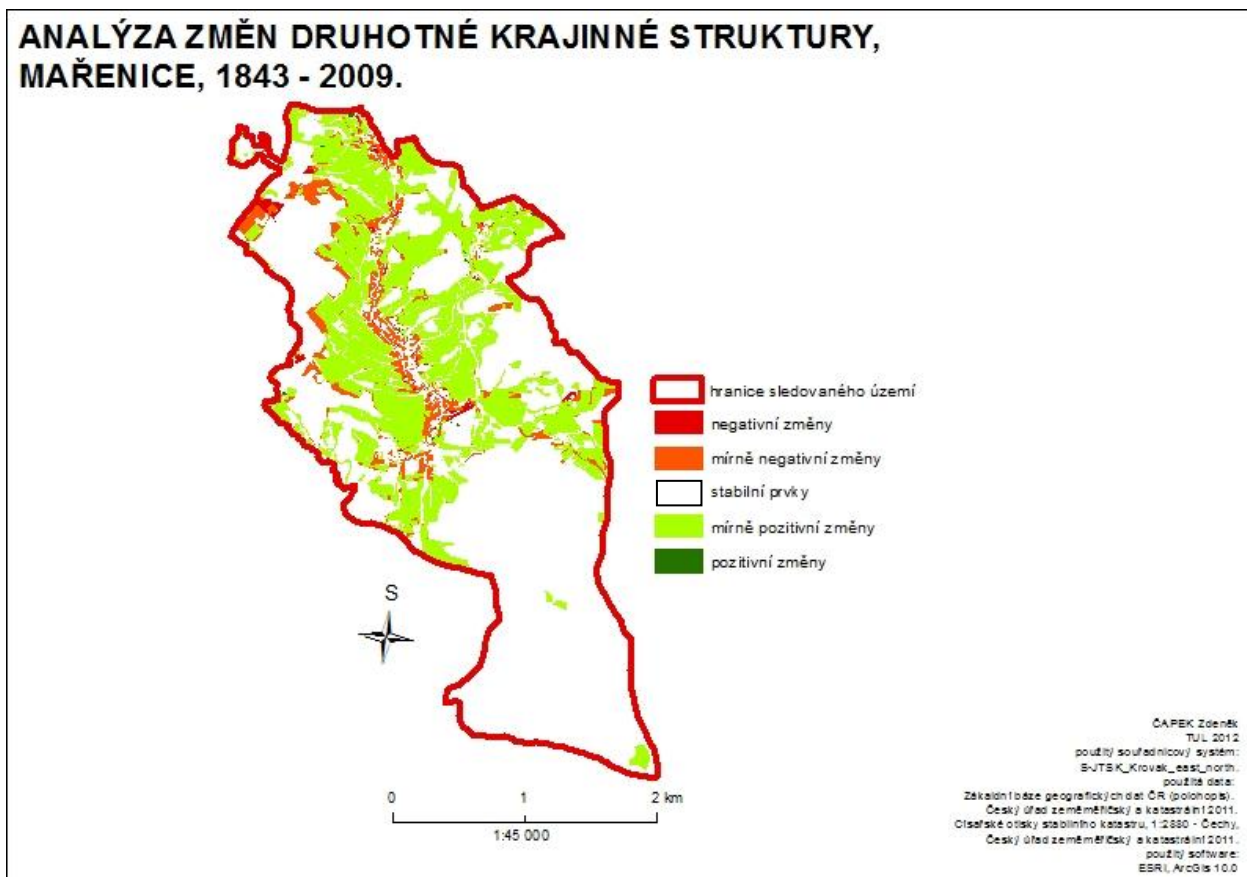 ANALÝZA ZMĚN DRUHOTNÉ KRAJINNÉ STRUKTURY,
MAŘENICE, 1843 - 2009.
hranice sledovaného území
negativní změny
mírně negativní změny
stabilní prvky
mírně pozitivní změny
pozitivní změny
S
0 1 2 km
1:45 000
ČAPEK Zdeněk
TUL 2012
použitý souřadnicový systém:
S-JTSK_Krovak_east_north.
použitá data:
Základní báze geografických dat ČR (polohopis).
Český úřad zeměměřičský a katastrální 2011.
Císařské otisky stabilního katastru, 1:2880 - Čechy,
Český úřad zeměměřičský a katastrální 2011.
použitý software:
ESRI, ArcGis 10.0